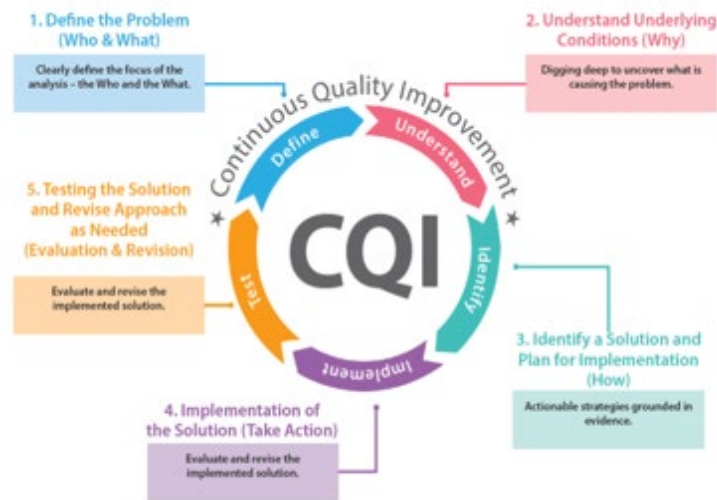 1. Define the Problem
(Who & What)
Clearly define the focus of the
analysis – the Who and the What.
2. Understand Underlying
Conditions (Why)
Digging deep to uncover what is
causing the problem.
Continuous Quality Improvement
Define
Understand
Identify
Implement
Test
CQI
5. Testing the Solution
and Revise Approach
as Needed
(Evaluation & Revision)
Evaluate and revise the
implemented solution.
3. Identify a Solution and
Plan for Implementation
(How)
Actionable strategies grounded in
evidence.
4. Implementation of
the Solution (Take Action)
Evaluate and revise the
implemented solution.